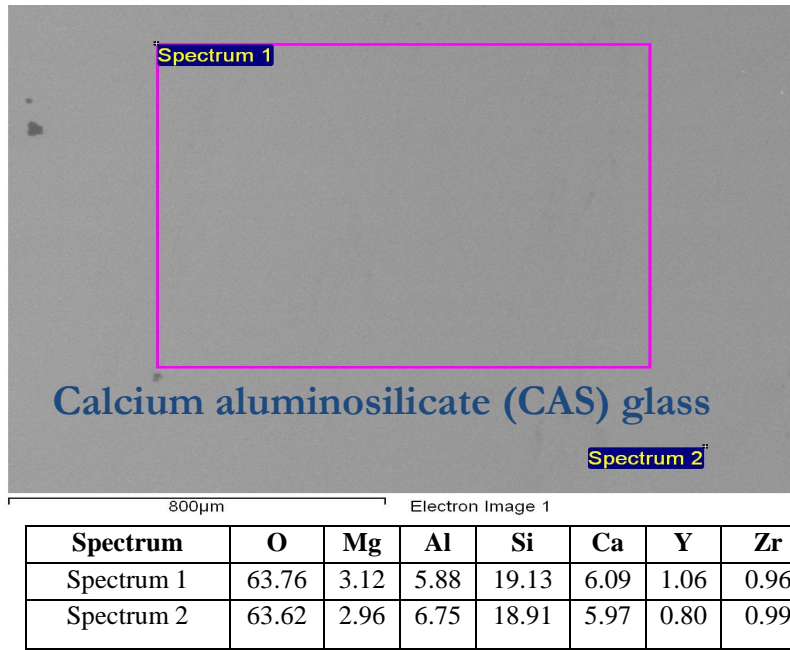 Spectrum 1
Calcium aluminosilicate (CAS) glass
Spectrum 2
800µm Electron Image 1
Spectrum O Mg Al Si Ca Y Zr
Spectrum 1 63.76 3.12 5.88 19.13 6.09 1.06 0.96
Spectrum 2 63.62 2.96 6.75 18.91 5.97 0.80 0.99